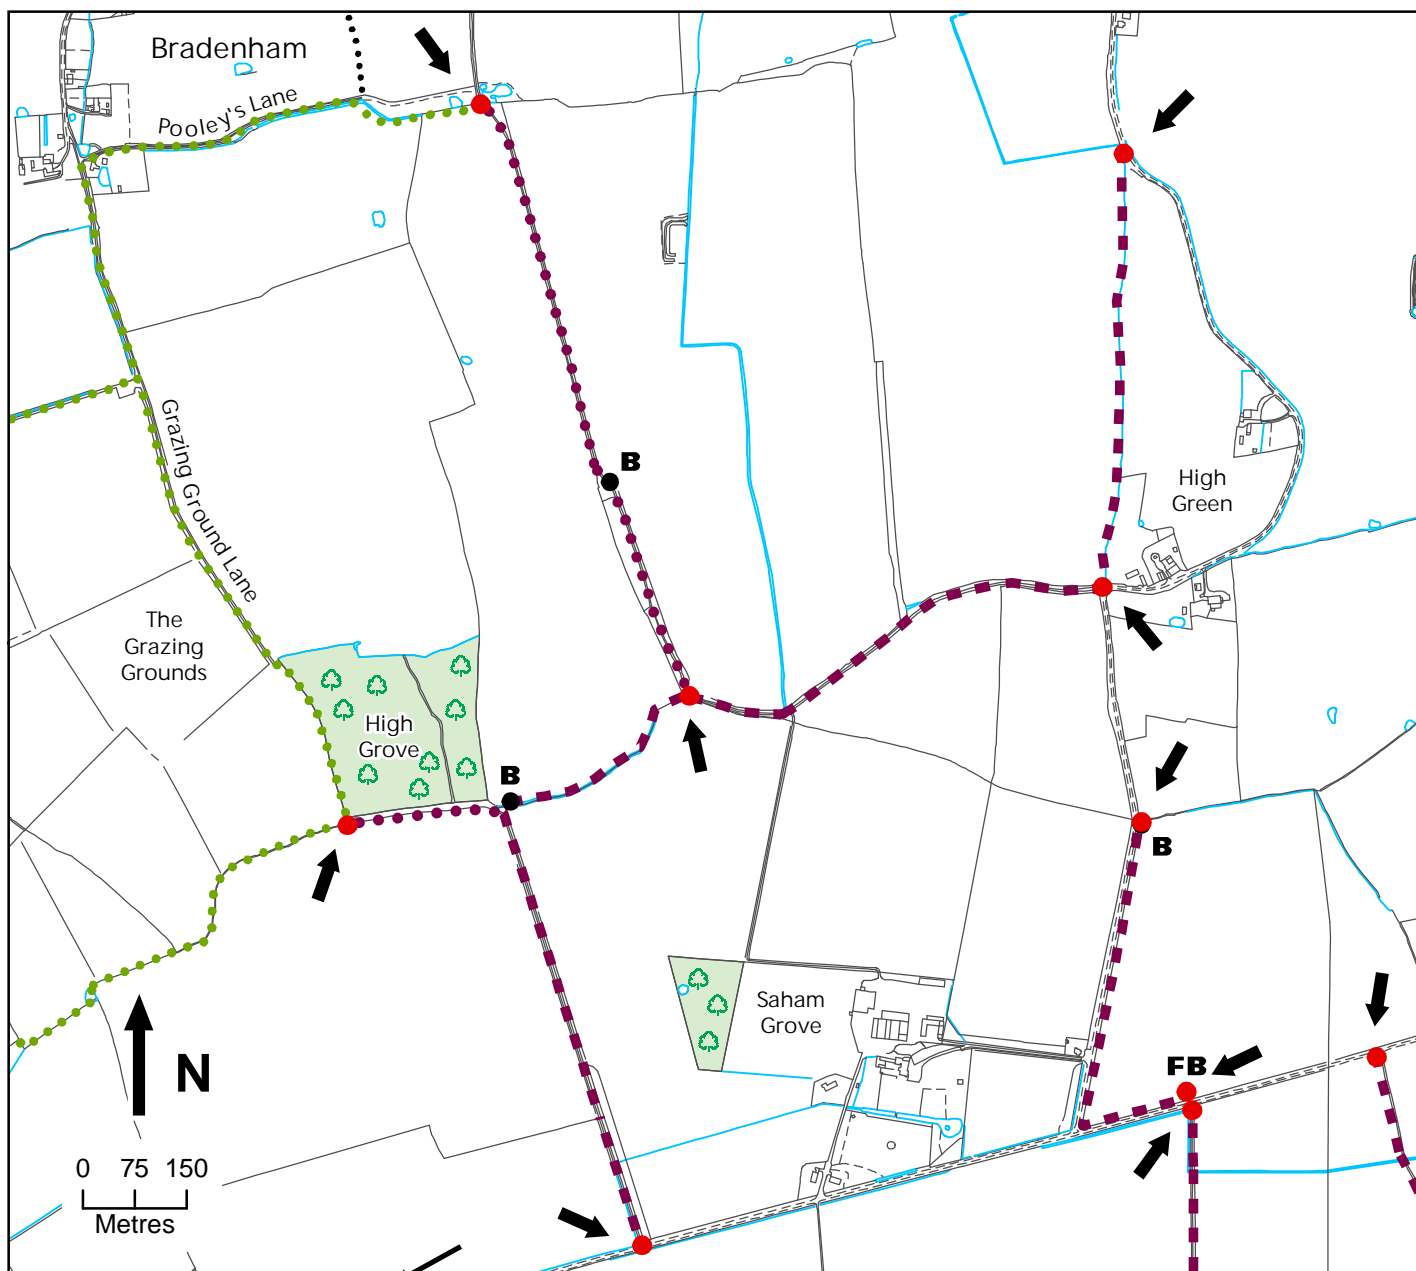 Bradenham
Pooley's Lane
Grazing Ground Lane
B
High
Green
The
Grazing
Grounds
High
Grove
B
B
Saham
Grove
FB
N
0 75 150
Metres